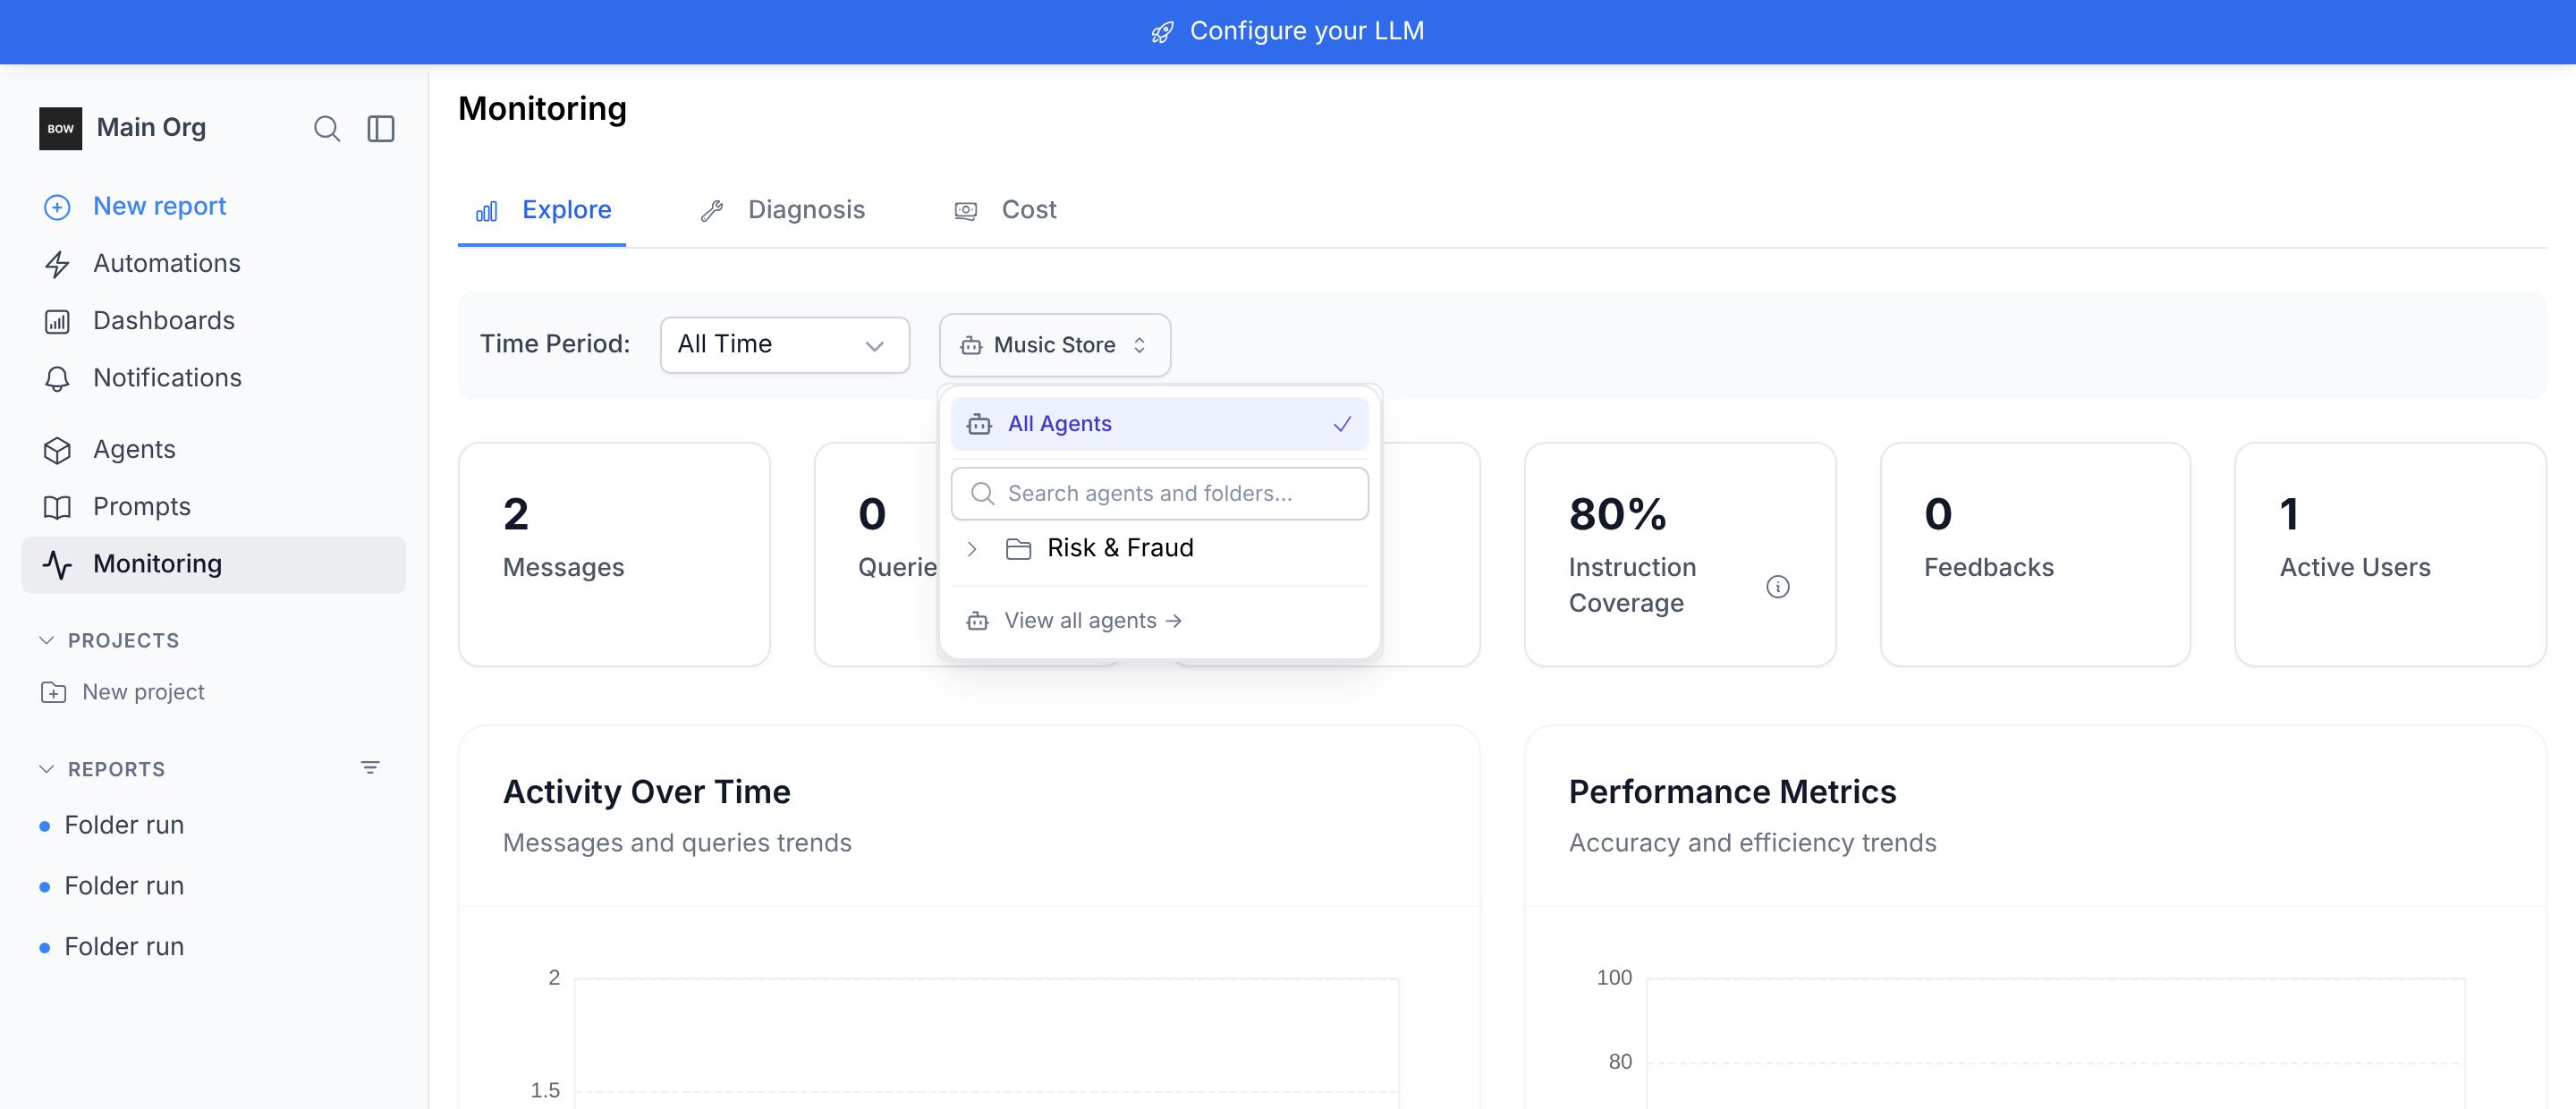 Configure your LLM
BOW
Main Org
New report
Automations
Dashboards
Notifications
Agents
Prompts
Monitoring
PROJECTS
New project
REPORTS
Folder run
Folder run
Folder run
Monitoring
Explore
Diagnosis
Cost
Time Period:
All Time
Music Store
All Agents
Search agents and folders...
Risk & Fraud
View all agents →
2
Messages
0
80%
Instruction
Coverage
0
Feedbacks
1
Active Users
Activity Over Time
Messages and queries trends
2
1.5
Performance Metrics
Accuracy and efficiency trends
100
80